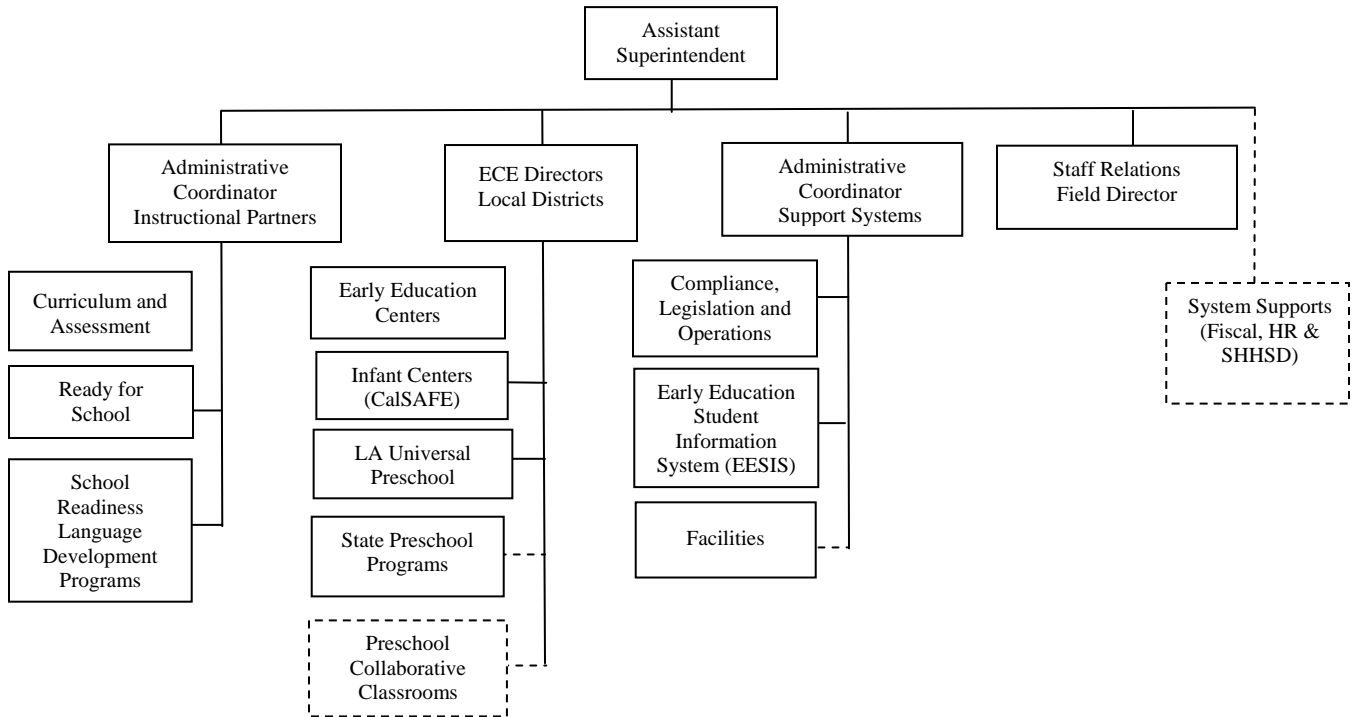 Assistant
Superintendent
Administrative
Coordinator
Instructional Partners
ECE Directors
Local Districts
Administrative
Coordinator
Support Systems
Staff Relations
Field Director
Curriculum and
Assessment
Ready for
School
School
Readiness
Language
Development
Programs
Early Education
Centers
Infant Centers
(CalSAFE)
LA Universal
Preschool
State Preschool
Programs
Preschool
Collaborative
Classrooms
Compliance,
Legislation and
Operations
Early Education
Student
Information
System (EESIS)
Facilities
System Supports
(Fiscal, HR &
SHHSD)